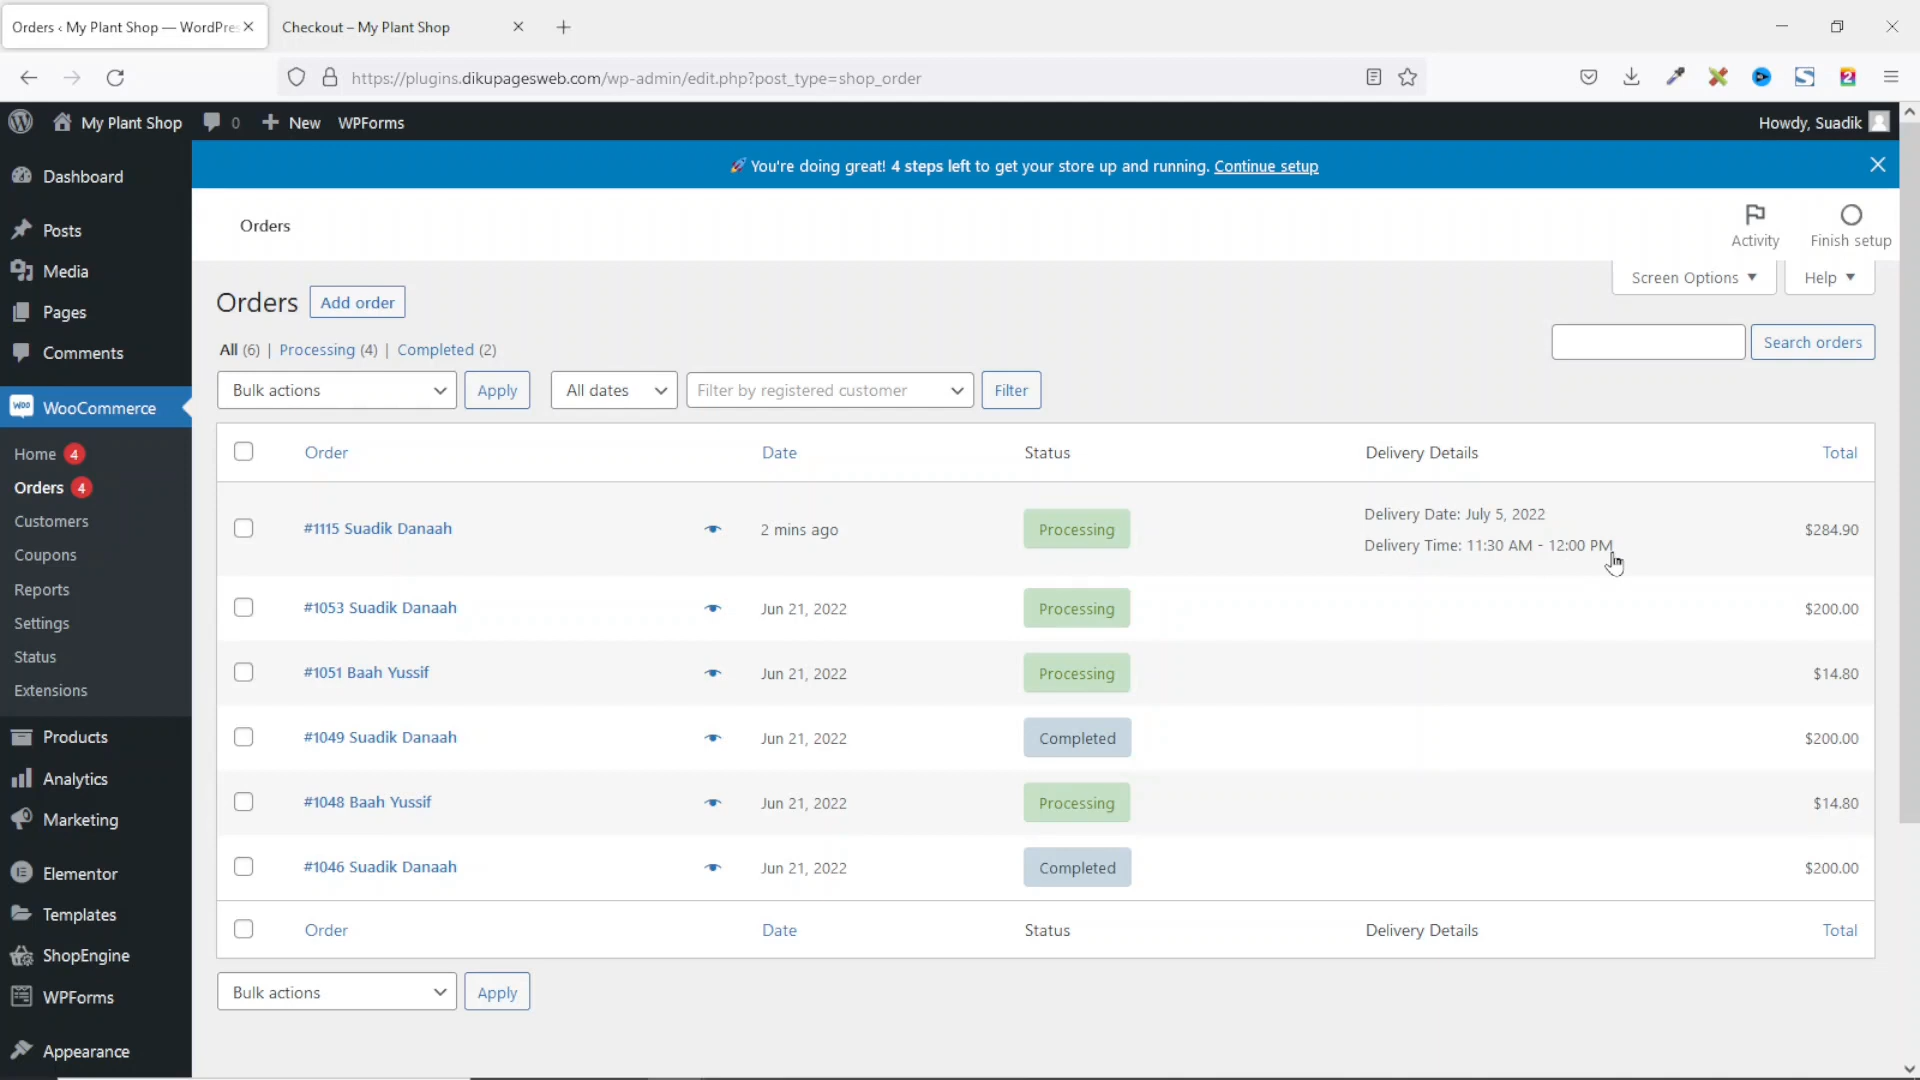 Orders ‹ My Plant Shop — WordPre
Checkout – My Plant Shop
https://plugins.dikupagesweb.com/wp-admin/edit.php?post_type=shop_order
2
My Plant Shop
0
New
WPForms
Howdy, Suadik
Dashboard
Posts
Media
Pages
Comments
Woo
WooCommerce
Home 4
Orders 4
Customers
Coupons
Reports
Settings
Status
Extensions
Products
Analytics
Marketing
Elementor
Templates
ShopEngine
WPForms
Appearance
🚀 You're doing great! 4 steps left to get your store up and running. Continue setup
Orders
Activity
Finish setup
Screen Options
Help
Orders
Add order
All (6) | Processing (4) | Completed (2)
Search orders
Bulk actions
Apply
All dates
Filter by registered customer
Filter
Order Date Status Delivery Details Total
#1115 Suadik Danaah 2 mins ago Processing Delivery Date: July 5, 2022 $284.90
Delivery Time: 11:30 AM - 12:00 PM
#1053 Suadik Danaah Jun 21, 2022 Processing $200.00
#1051 Baah Yussif Jun 21, 2022 Processing $14.80
#1049 Suadik Danaah Jun 21, 2022 Completed $200.00
#1048 Baah Yussif Jun 21, 2022 Processing $14.80
#1046 Suadik Danaah Jun 21, 2022 Completed $200.00
Order Date Status Delivery Details Total
Bulk actions
Apply